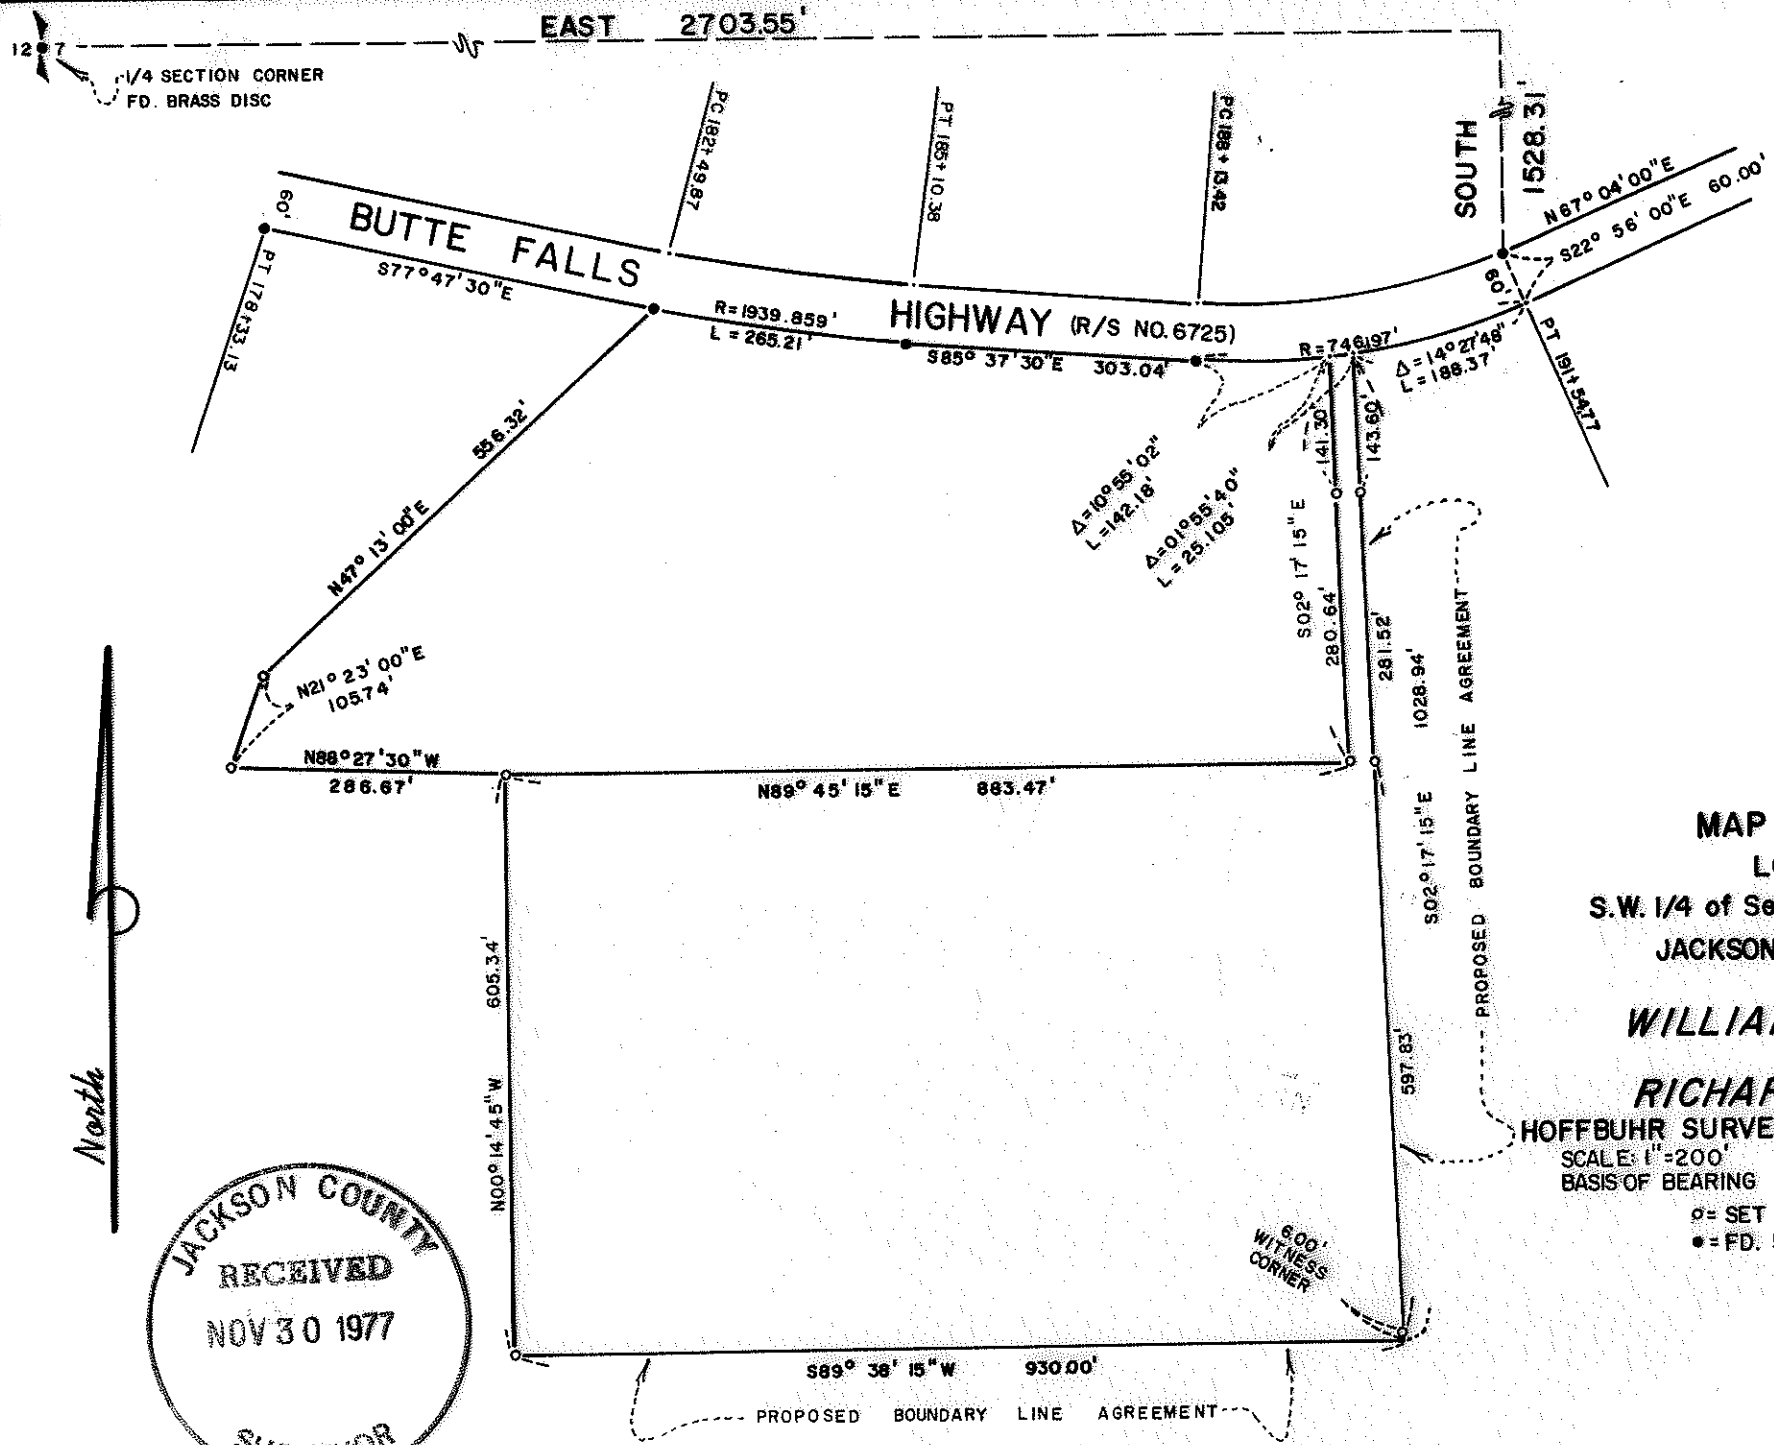 EAST 2703.55'
12 7
1/4 SECTION CORNER
FD. BRASS DISC
PC 182+49.87
PT 185+10.38
PC 188+13.42
SOUTH 1528.31'
N67° 04' 00"E
S22° 56' 00"E 60.00'
60'
60'
BUTTE FALLS HIGHWAY (R/S NO. 6725)
S77° 47' 30"E
PT 178+33.13
R=1939.859'
L = 265.21'
S85° 37' 30"E 303.04'
R=746.197'
Δ=14° 27' 48"
L=188.37'
PT 191+54.77
556.32'
N47° 13' 00"E
141.30'
143.60'
Δ=10° 55' 02"
L=142.18'
Δ=01° 55' 40"
L=25.105'
S02° 17' 15"E
280.64'
281.52'
1028.94'
S02° 17' 15"E
PROPOSED BOUNDARY LINE AGREEMENT
N21° 23' 00"E
105.74'
N88° 27' 30"W
286.67'
N89° 45' 15"E 883.47'
605.34'
N00° 14' 45"W
597.83'
6.00'
WITNESS
CORNER
S89° 38' 15"W 930.00'
PROPOSED BOUNDARY LINE AGREEMENT
North
JACKSON COUNTY
RECEIVED
NOV 30 1977
MAP
S.W. 1/4 of Se
JACKSON
WILLIA
RICHAR
HOFFBUHR SURVE
SCALE: 1"=200'
BASIS OF BEARING
o= SET
•= FD.